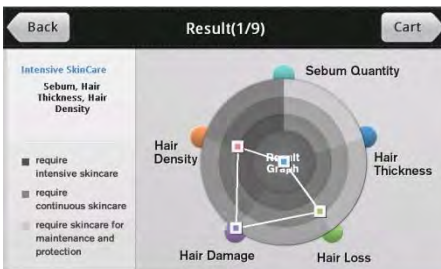 Back
Result(1/9)
Cart
Intensive SkinCare
Sebum, Hair
Thickness, Hair
Density
require
intensive skincare
require
continuous skincare
require skincare for
maintenance and
protection
Sebum Quantity
Hair
Density
Hair
Thickness
Graph
Hair Damage
Hair Loss